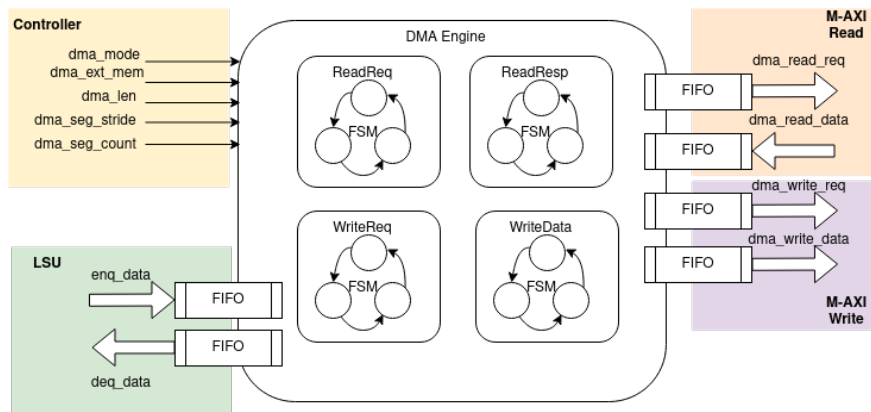 Controller
dma_mode
dma_ext_mem
dma_len
dma_seg_stride
dma_seg_count
LSU
enq_data
FIFO
FIFO
deq_data
DMA Engine
ReadReq
FSM
ReadResp
FSM
WriteReq
FSM
WriteData
FSM
M-AXI
Read
dma_read_req
FIFO
dma_read_data
FIFO
dma_write_req
FIFO
dma_write_data
FIFO
M-AXI
Write